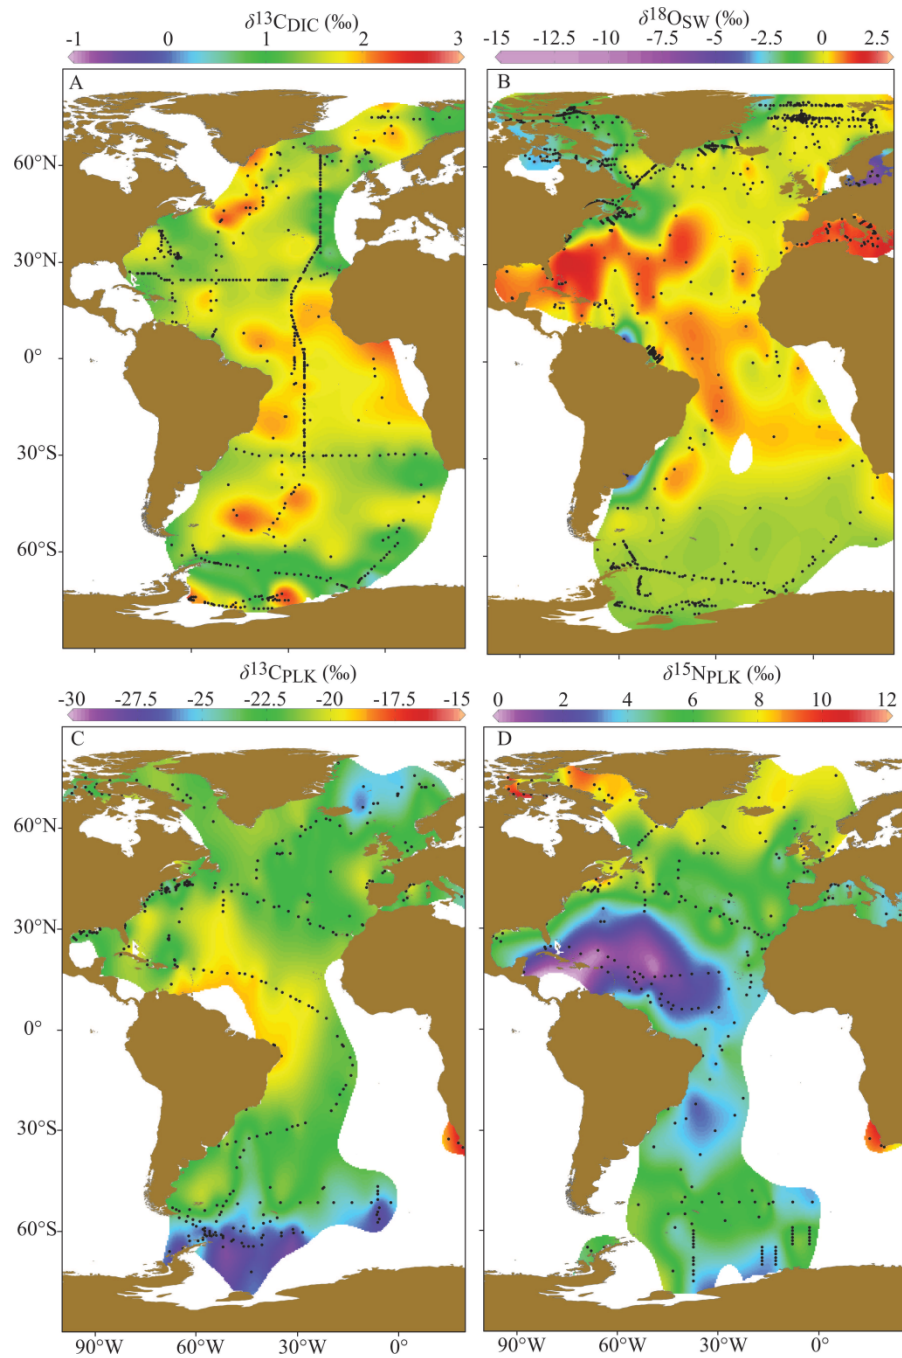 δ13CDIC (‰)
-1 0 1 2 3
A
δ18OSW (‰)
-15 -12.5 -10 -7.5 -5 -2.5 0 2.5
B
60°N
30°N
0°
30°S
60°S
δ13CPLK (‰)
-30 -27.5 -25 -22.5 -20 -17.5 -15
C
δ15NPLK (‰)
0 2 4 6 8 10 12
D
60°N
30°N
0°
30°S
60°S
90°W 60°W 30°W 0°
90°W 60°W 30°W 0°